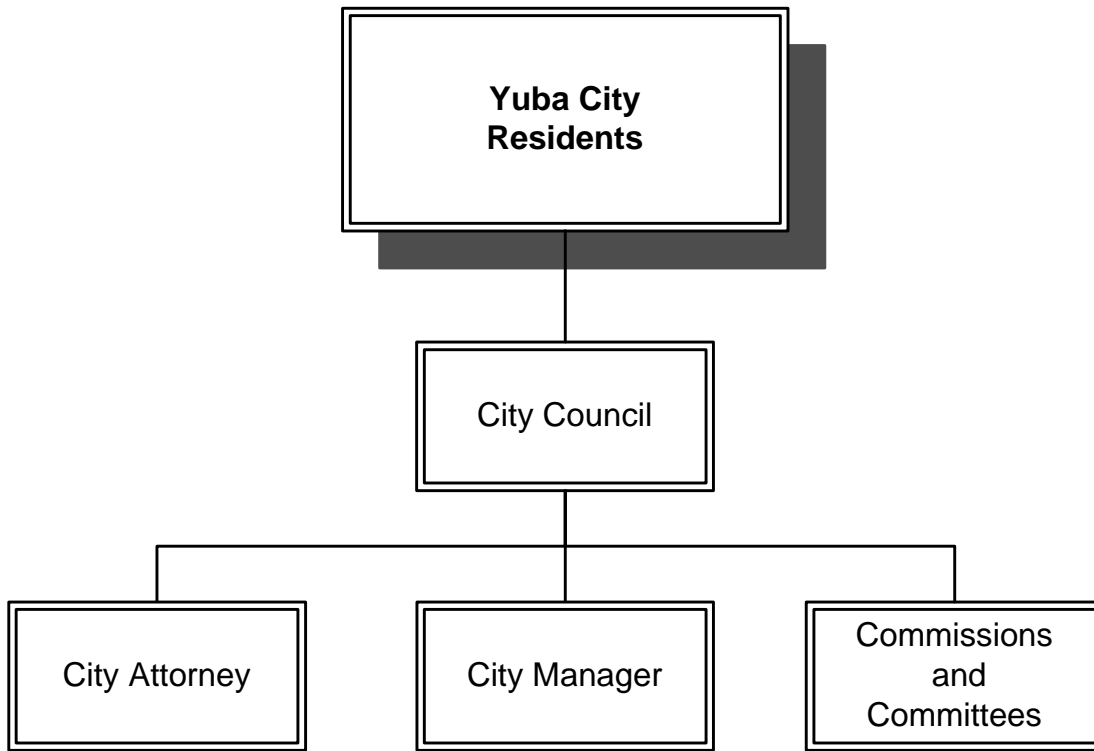 Yuba City
Residents
City Council
City Attorney
City Manager
Commissions
and
Committees